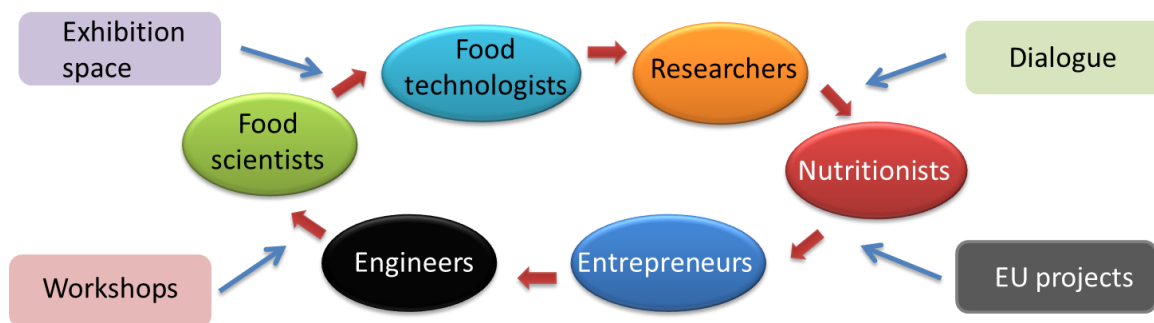 Exhibition
space
Food
technologists
Researchers
Dialogue
Food
scientists
Nutritionists
Workshops
Engineers
Entrepreneurs
EU projects